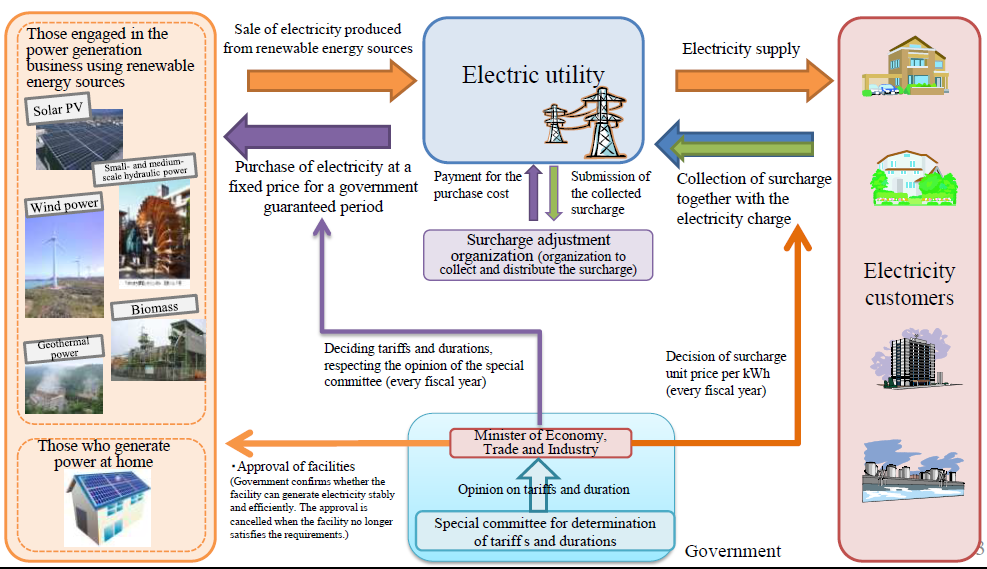 Those engaged in the
power generation
business using renewable
energy sources
Solar PV
Small- and medium-
scale hydraulic power
Wind power
Biomass
Geothermal
power
Those who generate
power at home
Sale of electricity produced
from renewable energy sources
Purchase of electricity at a
fixed price for a government
guaranteed period
Electric utility
Payment for the
purchase cost
Submission of
the collected
surcharge
Surcharge adjustment
organization (organization to
collect and distribute the surcharge)
Electricity supply
Collection of surcharge
together with the
electricity charge
Electricity
customers
Deciding tariffs and durations,
respecting the opinion of the special
committee (every fiscal year)
Decision of surcharge
unit price per kWh
(every fiscal year)
Minister of Economy,
Trade and Industry
Opinion on tariffs and duration
Special committee for determination
of tariffs and durations
Government
・Approval of facilities
(Government confirms whether the
facility can generate electricity stably
and efficiently. The approval is
cancelled when the facility no longer
satisfies the requirements.)
3